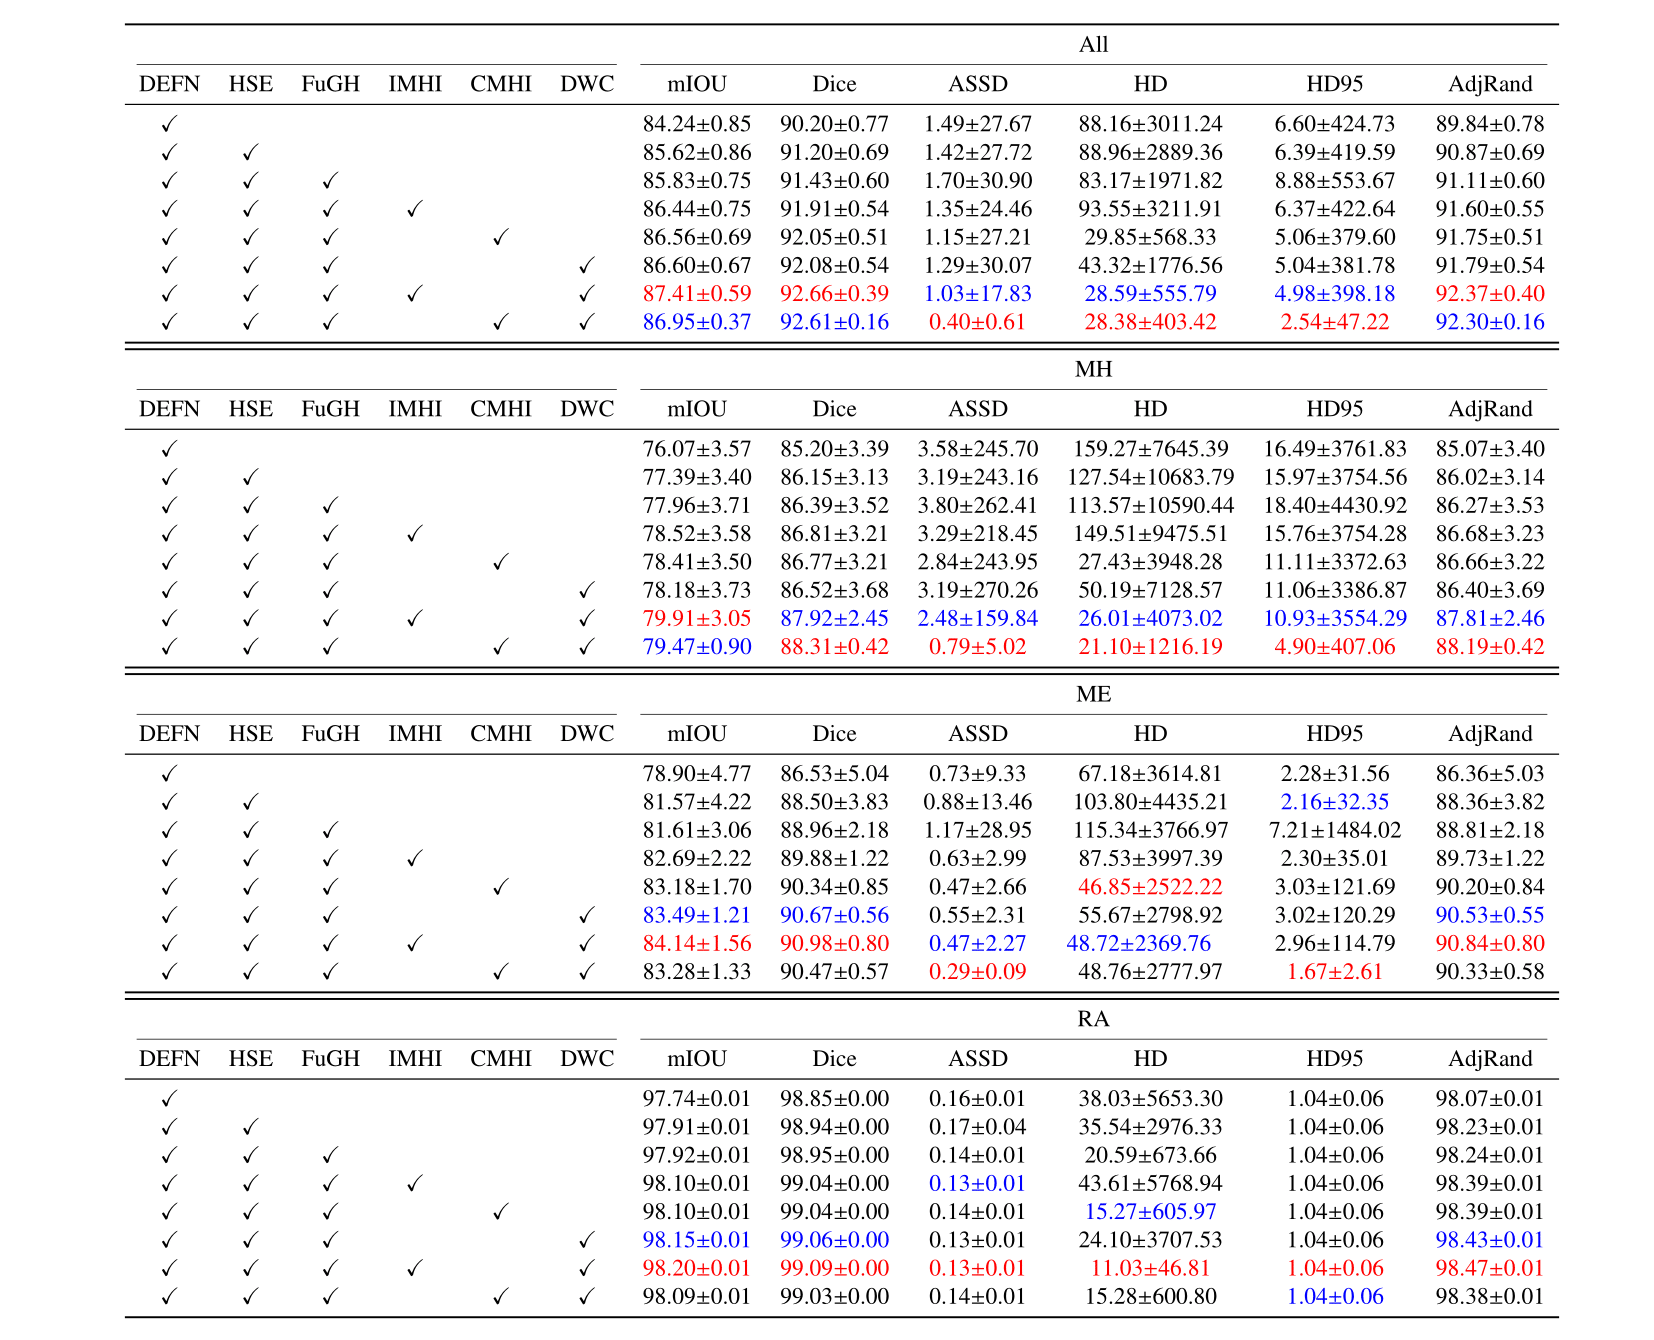 All
DEFN HSE FuGH IMHI CMHI DWC mIOU Dice ASSD HD HD95 AdjRand
✓ 84.24±0.85 90.20±0.77 1.49±27.67 88.16±3011.24 6.60±424.73 89.84±0.78
✓ ✓ 85.62±0.86 91.20±0.69 1.42±27.72 88.96±2889.36 6.39±419.59 90.87±0.69
✓ ✓ ✓ 85.83±0.75 91.43±0.60 1.70±30.90 83.17±1971.82 8.88±553.67 91.11±0.60
✓ ✓ ✓ ✓ 86.44±0.75 91.91±0.54 1.35±24.46 93.55±3211.91 6.37±422.64 91.60±0.55
✓ ✓ ✓ ✓ 86.56±0.69 92.05±0.51 1.15±27.21 29.85±568.33 5.06±379.60 91.75±0.51
✓ ✓ ✓ ✓ 86.60±0.67 92.08±0.54 1.29±30.07 43.32±1776.56 5.04±381.78 91.79±0.54
✓ ✓ ✓ ✓ ✓ 87.41±0.59 92.66±0.39 1.03±17.83 28.59±555.79 4.98±398.18 92.37±0.40
✓ ✓ ✓ ✓ ✓ 86.95±0.37 92.61±0.16 0.40±0.61 28.38±403.42 2.54±47.22 92.30±0.16
MH
DEFN HSE FuGH IMHI CMHI DWC mIOU Dice ASSD HD HD95 AdjRand
✓ 76.07±3.57 85.20±3.39 3.58±245.70 159.27±7645.39 16.49±3761.83 85.07±3.40
✓ ✓ 77.39±3.40 86.15±3.13 3.19±243.16 127.54±10683.79 15.97±3754.56 86.02±3.14
✓ ✓ ✓ 77.96±3.71 86.39±3.52 3.80±262.41 113.57±10590.44 18.40±4430.92 86.27±3.53
✓ ✓ ✓ ✓ 78.52±3.58 86.81±3.21 3.29±218.45 149.51±9475.51 15.76±3754.28 86.68±3.23
✓ ✓ ✓ ✓ 78.41±3.50 86.77±3.21 2.84±243.95 27.43±3948.28 11.11±3372.63 86.66±3.22
✓ ✓ ✓ ✓ 78.18±3.73 86.52±3.68 3.19±270.26 50.19±7128.57 11.06±3386.87 86.40±3.69
✓ ✓ ✓ ✓ ✓ 79.91±3.05 87.92±2.45 2.48±159.84 26.01±4073.02 10.93±3554.29 87.81±2.46
✓ ✓ ✓ ✓ ✓ 79.47±0.90 88.31±0.42 0.79±5.02 21.10±1216.19 4.90±407.06 88.19±0.42
ME
DEFN HSE FuGH IMHI CMHI DWC mIOU Dice ASSD HD HD95 AdjRand
✓ 78.90±4.77 86.53±5.04 0.73±9.33 67.18±3614.81 2.28±31.56 86.36±5.03
✓ ✓ 81.57±4.22 88.50±3.83 0.88±13.46 103.80±4435.21 2.16±32.35 88.36±3.82
✓ ✓ ✓ 81.61±3.06 88.96±2.18 1.17±28.95 115.34±3766.97 7.21±1484.02 88.81±2.18
✓ ✓ ✓ ✓ 82.69±2.22 89.88±1.22 0.63±2.99 87.53±3997.39 2.30±35.01 89.73±1.22
✓ ✓ ✓ ✓ 83.18±1.70 90.34±0.85 0.47±2.66 46.85±2522.22 3.03±121.69 90.20±0.84
✓ ✓ ✓ ✓ 83.49±1.21 90.67±0.56 0.55±2.31 55.67±2798.92 3.02±120.29 90.53±0.55
✓ ✓ ✓ ✓ ✓ 84.14±1.56 90.98±0.80 0.47±2.27 48.72±2369.76 2.96±114.79 90.84±0.80
✓ ✓ ✓ ✓ ✓ 83.28±1.33 90.47±0.57 0.29±0.09 48.76±2777.97 1.67±2.61 90.33±0.58
RA
DEFN HSE FuGH IMHI CMHI DWC mIOU Dice ASSD HD HD95 AdjRand
✓ 97.74±0.01 98.85±0.00 0.16±0.01 38.03±5653.30 1.04±0.06 98.07±0.01
✓ ✓ 97.91±0.01 98.94±0.00 0.17±0.04 35.54±2976.33 1.04±0.06 98.23±0.01
✓ ✓ ✓ 97.92±0.01 98.95±0.00 0.14±0.01 20.59±673.66 1.04±0.06 98.24±0.01
✓ ✓ ✓ ✓ 98.10±0.01 99.04±0.00 0.13±0.01 43.61±5768.94 1.04±0.06 98.39±0.01
✓ ✓ ✓ ✓ 98.10±0.01 99.04±0.00 0.14±0.01 15.27±605.97 1.04±0.06 98.39±0.01
✓ ✓ ✓ ✓ 98.15±0.01 99.06±0.00 0.13±0.01 24.10±3707.53 1.04±0.06 98.43±0.01
✓ ✓ ✓ ✓ ✓ 98.20±0.01 99.09±0.00 0.13±0.01 11.03±46.81 1.04±0.06 98.47±0.01
✓ ✓ ✓ ✓ ✓ 98.09±0.01 99.03±0.00 0.14±0.01 15.28±600.80 1.04±0.06 98.38±0.01